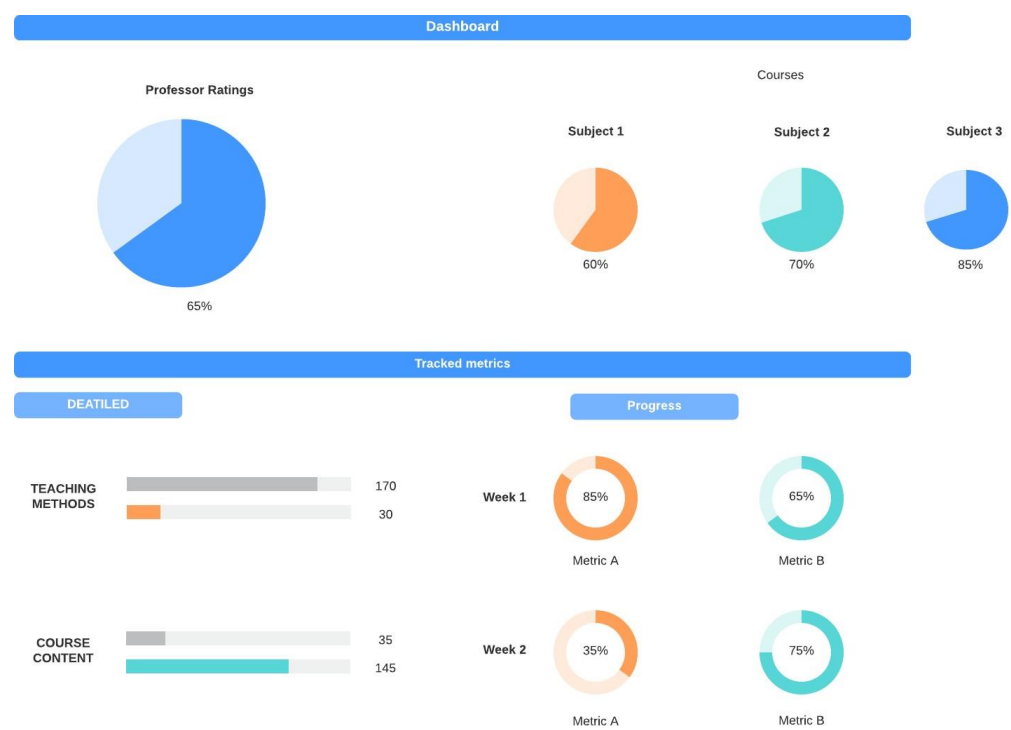 Dashboard
Professor Ratings
65%
Courses
Subject 1
Subject 2
Subject 3
60%
70%
85%
Tracked metrics
DEATILED
Progress
TEACHING
METHODS
170
30
COURSE
CONTENT
35
145
Week 1
85%
65%
Metric A
Metric B
Week 2
35%
75%
Metric A
Metric B